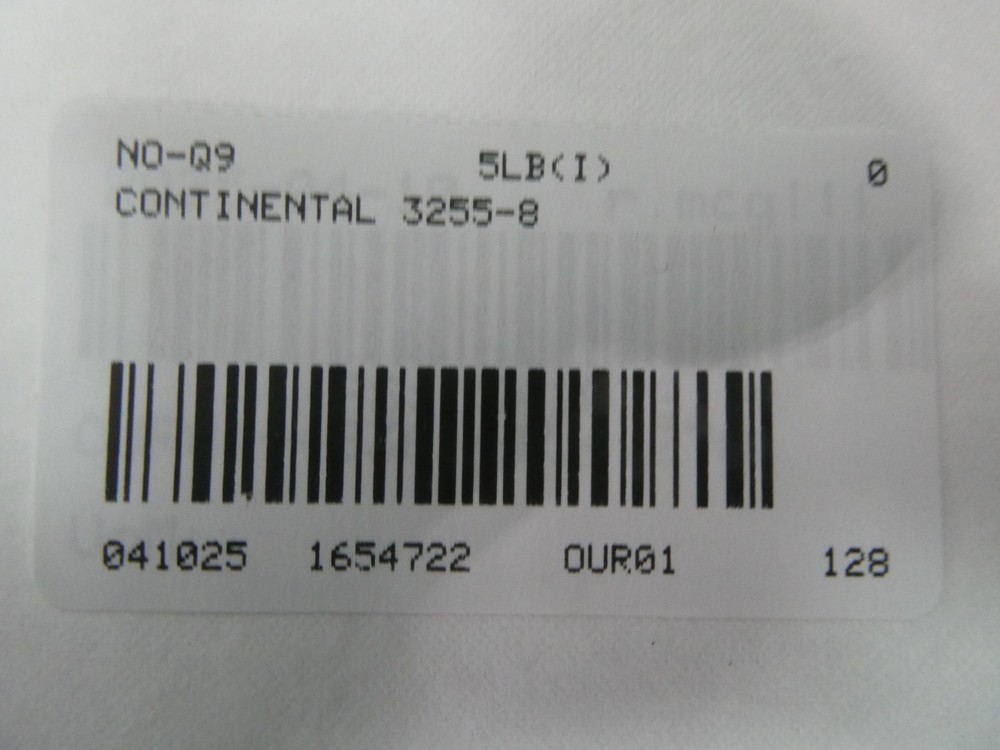 NO-Q9 5LB(I) 0
CONTINENTAL 3255-8
041025 1654722 OUR01 128